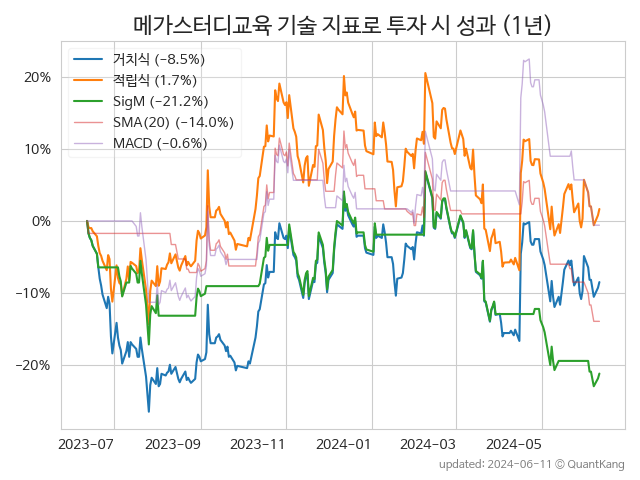 메가스터디교육 기술 지표로 투자 시 성과 (1년)
거치식 (−8.5%)
적립식 (1.7%)
SigM (−21.2%)
SMA(20) (−14.0%)
MACD (−0.6%)
20%
10%
0%
−10%
−20%
2023−07
2023−09
2023−11
2024−01
2024−03
2024−05
updated: 2024−06−11 ⓒ QuantKang